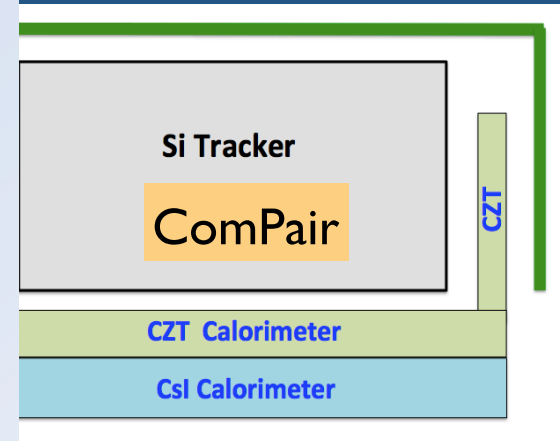 Si Tracker
ComPair
CZT
CZT Calorimeter
CsI Calorimeter